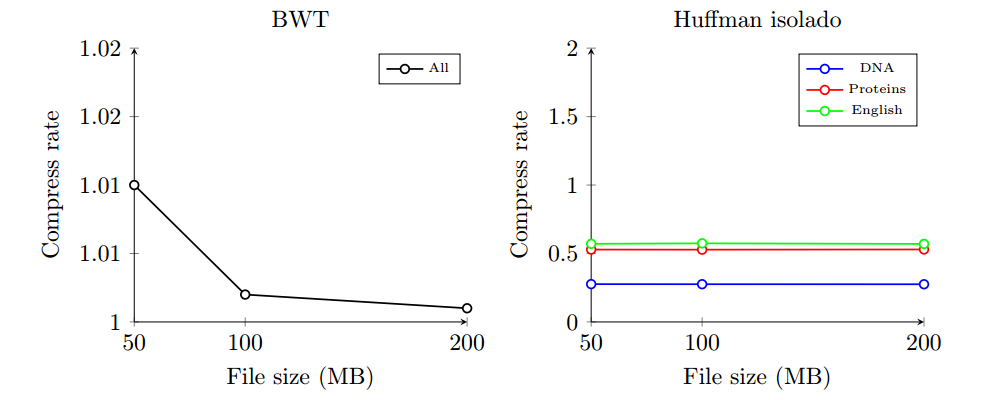 BWT
1.02
1.02
1.01
1.01
1
Compress rate
All
50
100
200
File size (MB)
Huffman isolado
2
1.5
1
0.5
0
Compress rate
DNA
Proteins
English
50
100
200
File size (MB)